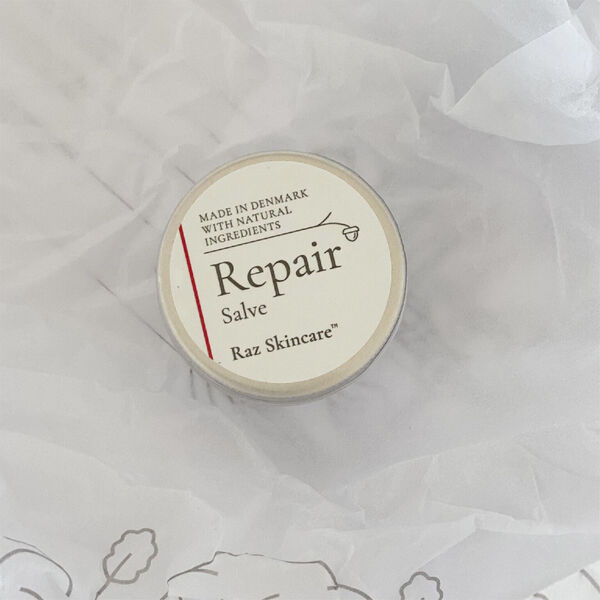 MADE IN DENMARK
WITH NATURAL
INGREDIENTS
Repair
Salve
Raz Skincare™